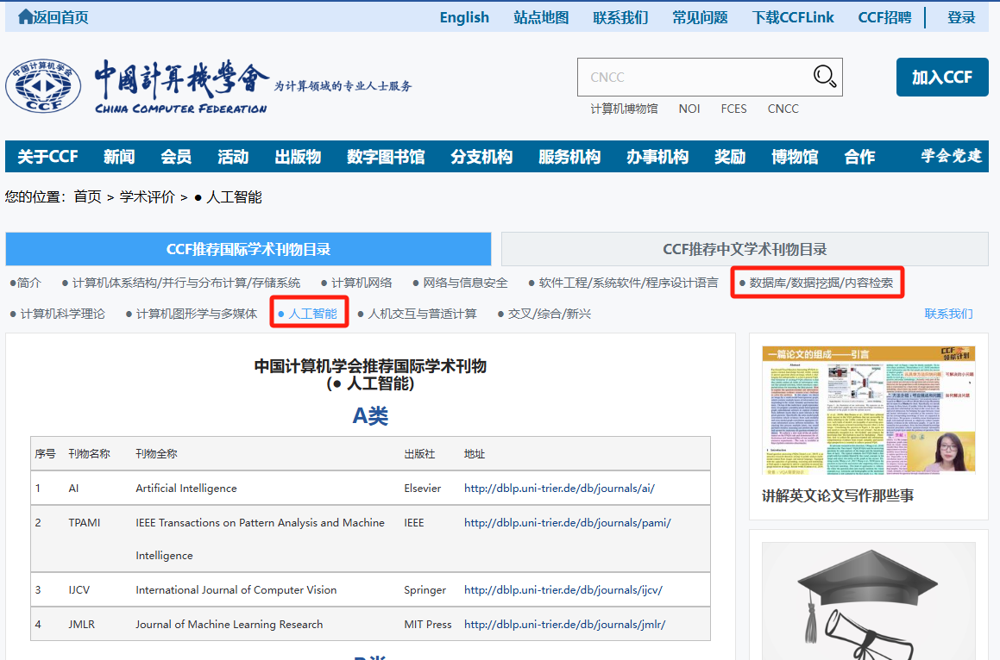 返回首页 English 站点地图 联系我们 常见问题 下载CCFLink CCF招聘 登录
中国计算机学会
CCF
中國計算機學會
CHINA COMPUTER FEDERATION
为计算领域的专业人士服务
CNCC
加入CCF
计算机博物馆 NOI FCES CNCC
关于CCF 新闻 会员 活动 出版物 数字图书馆 分支机构 服务机构 办事机构 奖励 博物馆 合作 学会党建
您的位置：首页 > 学术评价 > ● 人工智能
CCF推荐国际学术刊物目录 CCF推荐中文学术刊物目录
●简介 ● 计算机体系结构/并行与分布计算/存储系统 ● 计算机网络 ● 网络与信息安全 ● 软件工程/系统软件/程序设计语言 ● 数据库/数据挖掘/内容检索
● 计算机科学理论 ● 计算机图形学与多媒体 ● 人工智能 ● 人机交互与普适计算 ● 交叉/综合/新兴 联系我们
中国计算机学会推荐国际学术刊物
(● 人工智能)
A类
序号 刊物名称 刊物全称 出版社 地址
1 AI Artificial Intelligence Elsevier http://dblp.uni-trier.de/db/journals/ai/
2 TPAMI IEEE Transactions on Pattern Analysis and Machine Intelligence IEEE http://dblp.uni-trier.de/db/journals/pami/
3 IJCV International Journal of Computer Vision Springer http://dblp.uni-trier.de/db/journals/ijcv/
4 JMLR Journal of Machine Learning Research MIT Press http://dblp.uni-trier.de/db/journals/jmlr/
一篇论文的组成——引言
讲解英文论文写作那些事